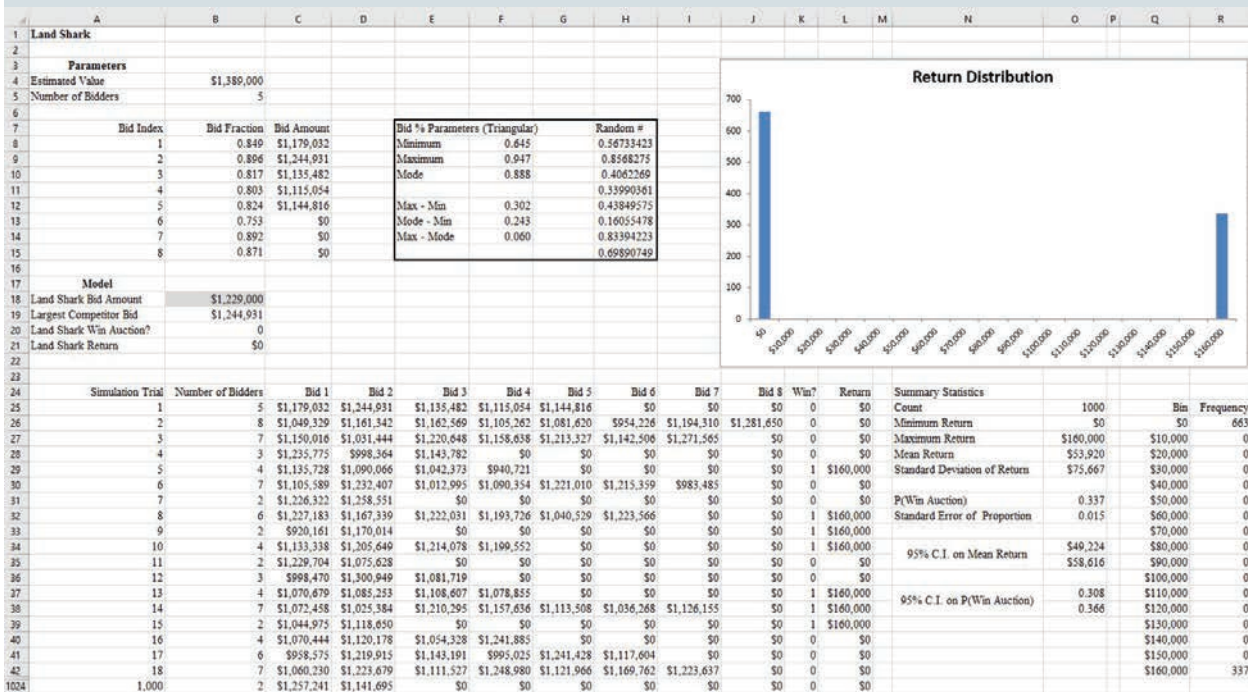 A B C D E F G H I J K L M N O P Q R
1 Land Shark
2
3 Parameters
4 Estimated Value $1,389,000
5 Number of Bidders 5
6
7 Bid Index Bid Fraction Bid Amount Bid % Parameters (Triangular) Random #
8 1 0.849 $1,179,032 Minimum 0.645 0.56733423
9 2 0.896 $1,244,931 Maximum 0.947 0.8568275
10 3 0.817 $1,135,482 Mode 0.888 0.4062269
11 4 0.803 $1,115,054 0.33990361
12 5 0.824 $1,144,816 Max - Min 0.302 0.43849575
13 6 0.753 $0 Mode - Min 0.243 0.16055478
14 7 0.892 $0 Max - Mode 0.060 0.83394223
15 8 0.871 $0 0.69890749
16
17 Model
18 Land Shark Bid Amount $1,229,000
19 Largest Competitor Bid $1,244,931
20 Land Shark Win Auction? 0
21 Land Shark Return $0
22
23
Return Distribution
700
600
500
400
300
200
100
0
$0 $10,000 $20,000 $30,000 $40,000 $50,000 $60,000 $70,000 $80,000 $90,000 $100,000 $110,000 $120,000 $130,000 $140,000 $150,000 $160,000
24 Simulation Trial Number of Bidders Bid 1 Bid 2 Bid 3 Bid 4 Bid 5 Bid 6 Bid 7 Bid 8 Win? Return Summary Statistics
25 1 5 $1,179,032 $1,244,931 $1,135,482 $1,115,054 $1,144,816 $0 $0 $0 0 $0 Count 1000 Bin Frequency
26 2 8 $1,049,329 $1,161,342 $1,162,569 $1,105,262 $1,081,620 $954,226 $1,194,310 $1,281,650 0 $0 Minimum Return $0 $0 663
27 3 7 $1,150,016 $1,031,444 $1,220,648 $1,158,638 $1,213,327 $1,142,506 $1,271,565 $0 0 $0 Maximum Return $160,000 $10,000 0
28 4 3 $1,235,775 $998,364 $1,143,782 $0 $0 $0 $0 $0 0 $0 Mean Return $53,920 $20,000 0
29 5 4 $1,135,728 $1,090,066 $1,042,373 $940,721 $0 $0 $0 $0 1 $160,000 Standard Deviation of Return $75,667 $30,000 0
30 6 7 $1,105,589 $1,232,407 $1,012,995 $1,090,354 $1,221,010 $1,215,359 $983,485 $0 0 $0 $40,000 0
31 7 2 $1,226,322 $1,258,551 $0 $0 $0 $0 $0 $0 0 $0 P(Win Auction) 0.337 $50,000 0
32 8 6 $1,227,183 $1,167,339 $1,222,031 $1,193,726 $1,040,529 $1,223,566 $0 $0 1 $160,000 Standard Error of Proportion 0.015 $60,000 0
33 9 2 $920,161 $1,170,014 $0 $0 $0 $0 $0 $0 1 $160,000 $70,000 0
34 10 4 $1,133,338 $1,205,649 $1,214,078 $1,199,552 $0 $0 $0 $0 1 $160,000 95% C.I. on Mean Return $49,224 $80,000 0
35 11 2 $1,229,704 $1,075,628 $0 $0 $0 $0 $0 $0 0 $0 $58,616 $90,000 0
36 12 3 $998,470 $1,300,949 $1,081,719 $0 $0 $0 $0 $0 0 $0 $100,000 0
37 13 4 $1,070,679 $1,085,253 $1,108,607 $1,078,855 $0 $0 $0 $0 1 $160,000 95% C.I. on P(Win Auction) 0.308 $110,000 0
38 14 7 $1,072,458 $1,025,384 $1,210,295 $1,157,636 $1,113,508 $1,036,268 $1,126,155 $0 1 $160,000 0.366 $120,000 0
39 15 2 $1,044,975 $1,118,650 $0 $0 $0 $0 $0 $0 1 $160,000 $130,000 0
40 16 4 $1,070,444 $1,120,178 $1,054,328 $1,241,885 $0 $0 $0 $0 0 $0 $140,000 0
41 17 6 $958,575 $1,219,915 $1,143,191 $995,025 $1,241,428 $1,117,604 $0 $0 0 $0 $150,000 0
42 18 7 $1,060,230 $1,223,679 $1,111,527 $1,248,980 $1,121,966 $1,169,762 $1,223,637 $0 0 $0 $160,000 337
1024 1,000 2 $1,257,241 $1,141,695 $0 $0 $0 $0 $0 $0 0 $0